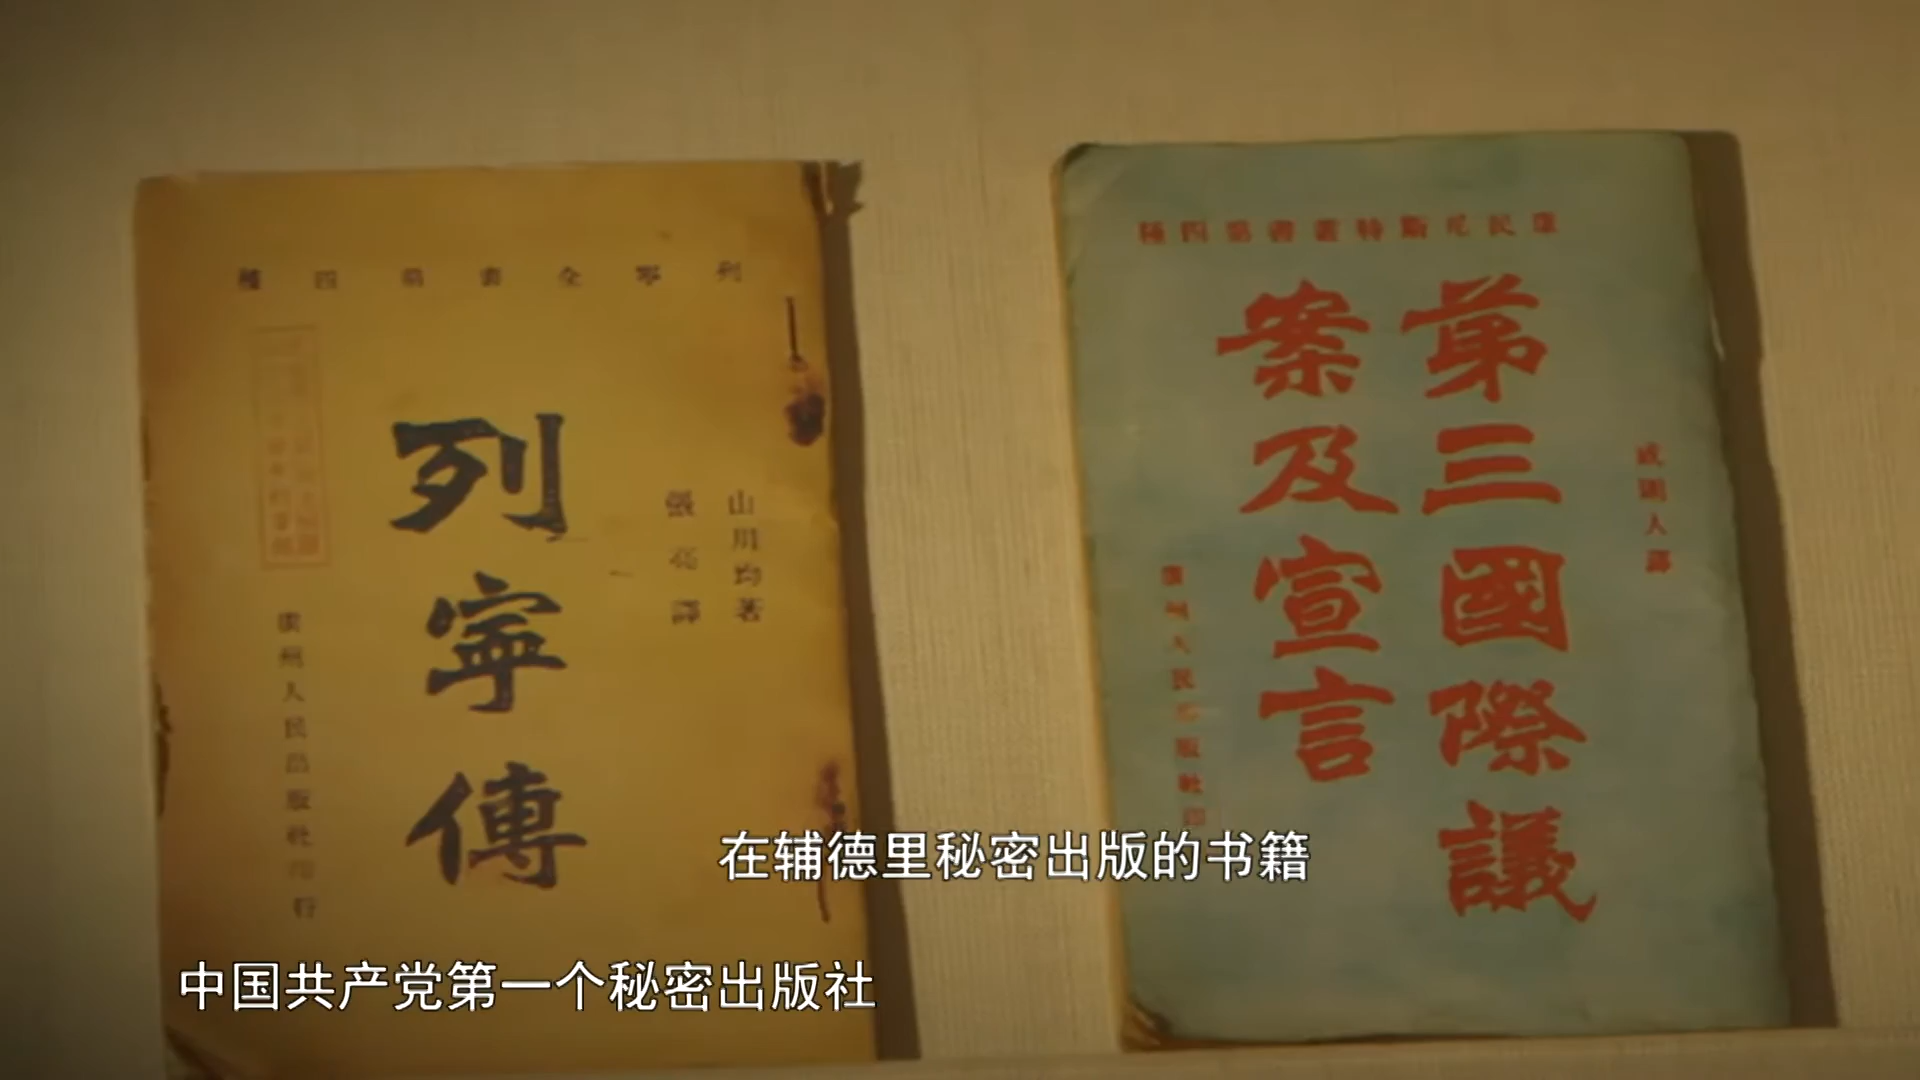 列寧全書第四種
山川均著
張亮譯
列寧傳
廣州人民出版社印行
康民尼斯特叢書第四種
成則人譯
第三國際議
案及宣言
廣州人民出版社印
在辅德里秘密出版的书籍
中国共产党第一个秘密出版社